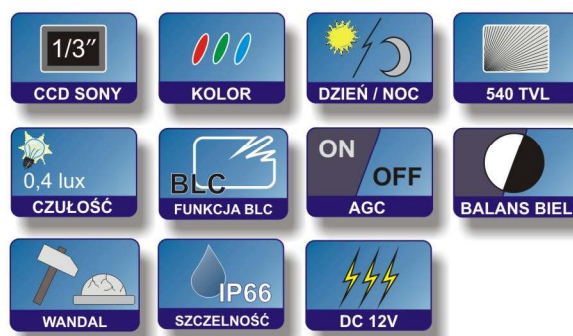 1/3″
CCD SONY
KOLOR
DZIEŃ / NOC
540 TVL
0,4 lux
CZUŁOŚĆ
BLC
FUNKCJA BLC
ON
OFF
AGC
BALANS BIELI
WANDAL
IP66
SZCZELNOŚĆ
DC 12V